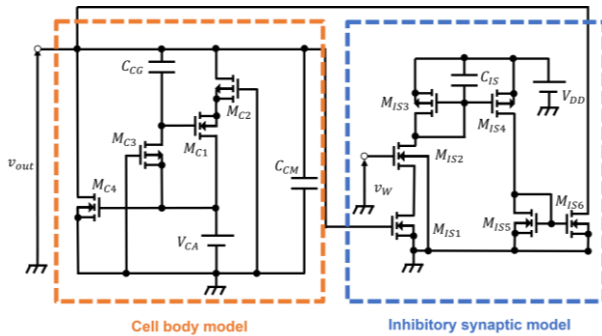 C_CG
M_C2
M_C1
M_C3
M_C4
C_CM
v_out
V_CA
M_IS3
C_IS
M_IS4
V_DD
M_IS2
v_W
M_IS1
M_IS5
M_IS6
Cell body model
Inhibitory synaptic model